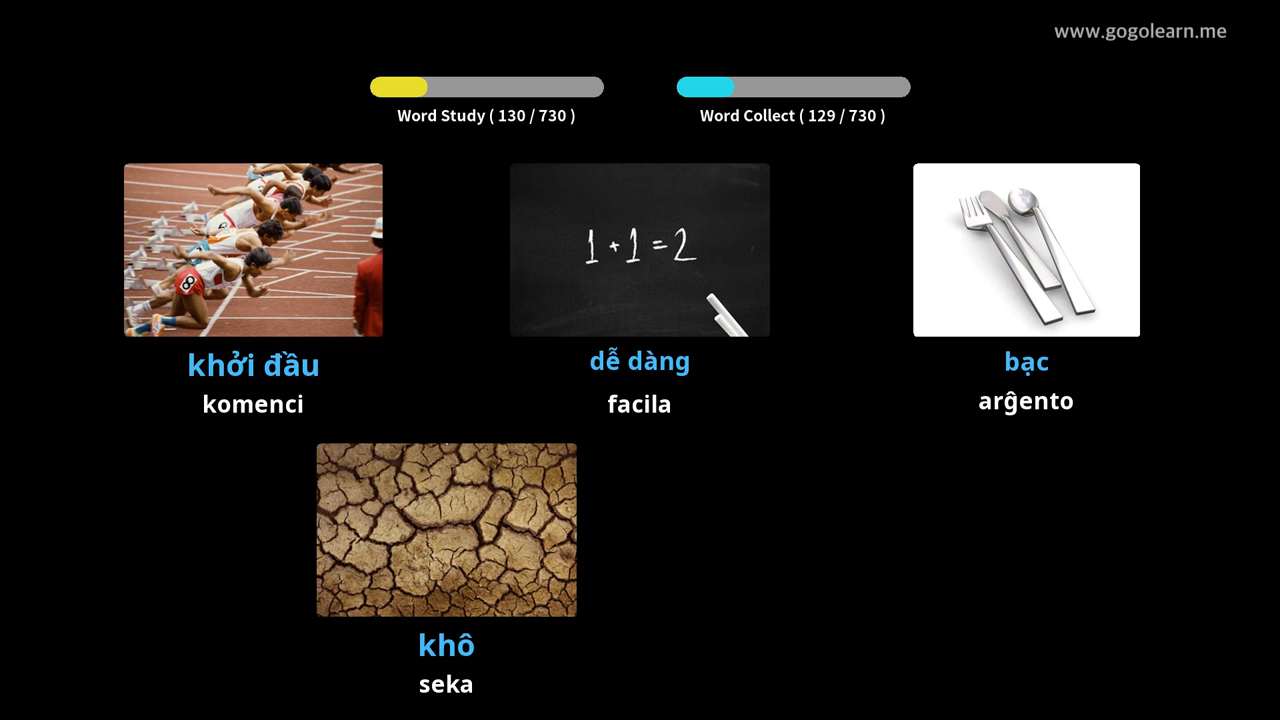 www.gogolearn.me
Word Study ( 130 / 730 )
Word Collect ( 129 / 730 )
1 + 1 = 2
khởi đầu
komenci
dễ dàng
facila
bạc
arĝento
khô
seka